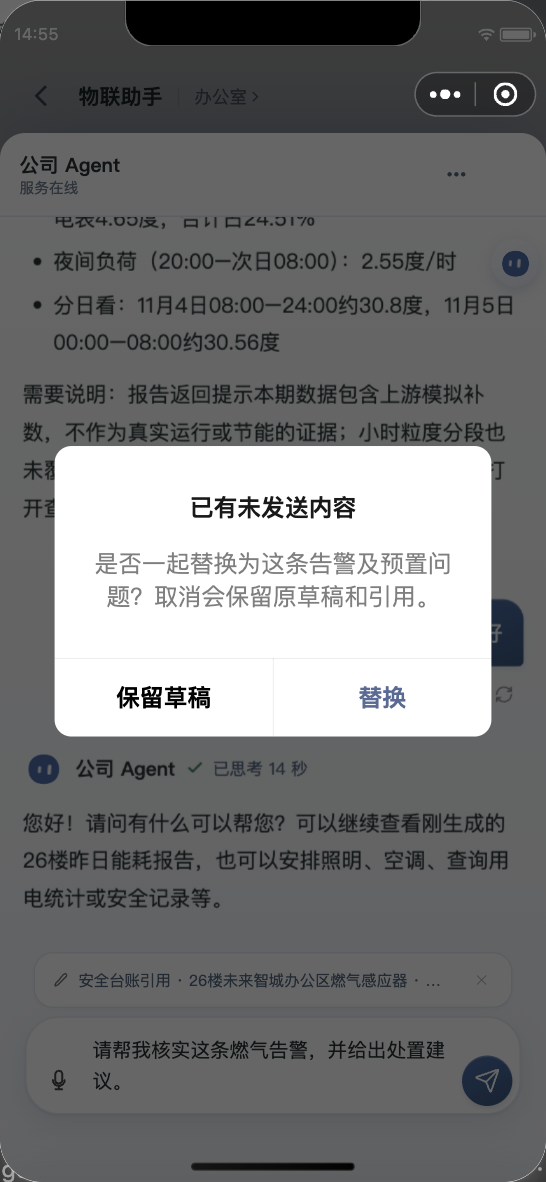 14:55
物联助手
办公室
公司 Agent
服务在线
电表4.65度，合计占24.51%
夜间负荷（20:00—次日08:00）：2.55度/时
分日看：11月4日08:00—24:00约30.8度，11月5日
00:00—08:00约30.56度
需要说明：报告返回提示本期数据包含上游模拟补
数，不作为真实运行或节能的证据；小时粒度分段也
未
打
开
已有未发送内容
是否一起替换为这条告警及预置问
题？取消会保留原草稿和引用。
好
保留草稿
替换
公司 Agent
已思考 14 秒
您好！请问有什么可以帮您？可以继续查看刚生成的
26楼昨日能耗报告，也可以安排照明、空调、查询用
电统计或安全记录等。
安全台账引用 · 26楼未来智城办公区燃气感应器 · ...
请帮我核实这条燃气告警，并给出处置建
议。